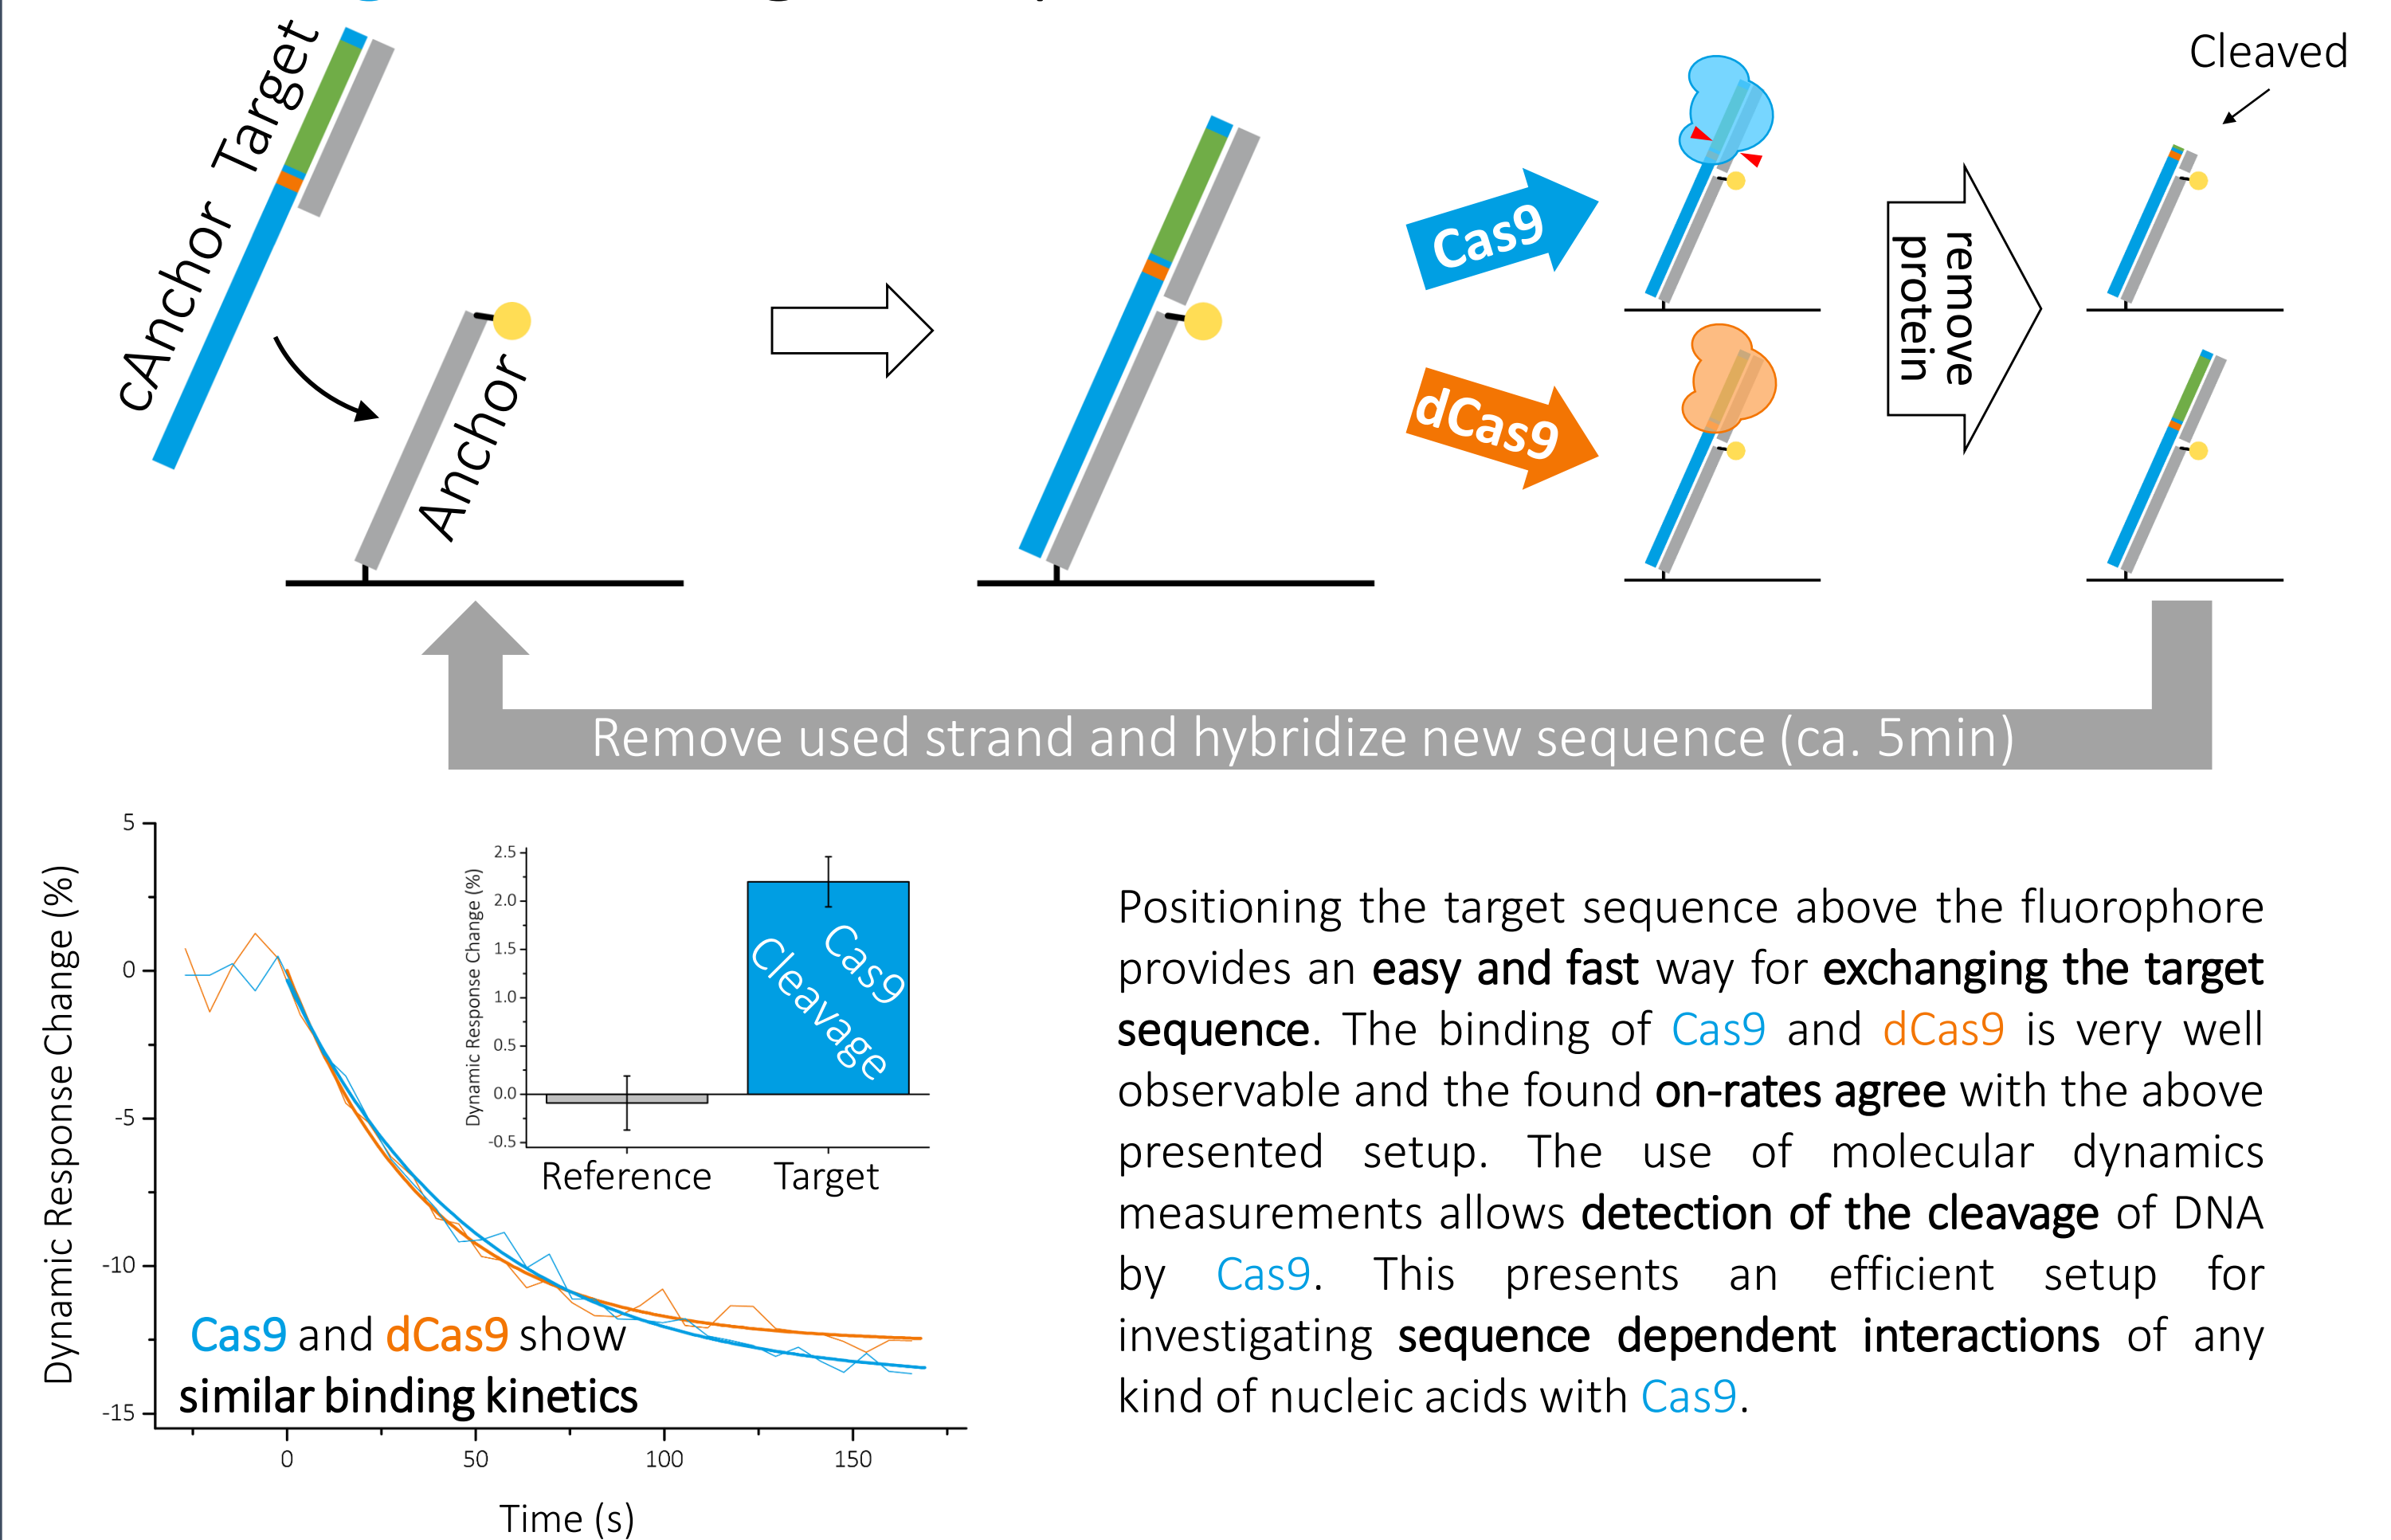 Cleaved
Target
cAnchor
Anchor
Cas9
dCas9
remove
protein
Remove used strand and hybridize new sequence (ca. 5min)
Dynamic Response Change (%)
5
0
-5
-10
-15
0
50
100
150
Time (s)
Cas9 and dCas9 show
similar binding kinetics
Dynamic Response Change (%)
2.5
2.0
1.5
1.0
0.5
0.0
-0.5
Cas9
Cleavage
Reference
Target
Positioning the target sequence above the fluorophore
provides an easy and fast way for exchanging the target
sequence. The binding of Cas9 and dCas9 is very well
observable and the found on-rates agree with the above
presented setup. The use of molecular dynamics
measurements allows detection of the cleavage of DNA
by Cas9. This presents an efficient setup for
investigating sequence dependent interactions of any
kind of nucleic acids with Cas9.